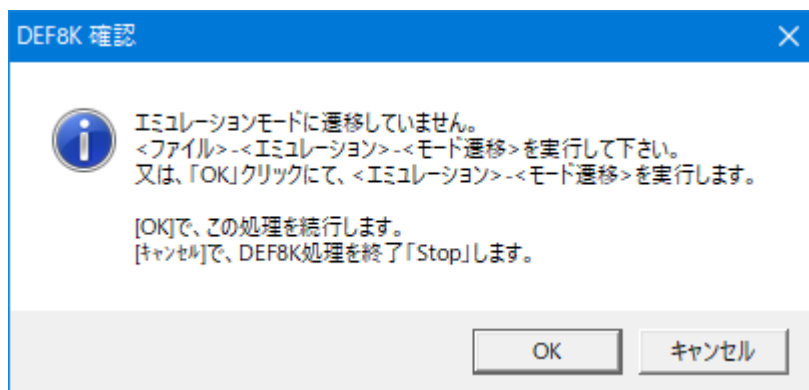 DEF8K 確認
エミュレーションモードに遷移していません。
<ファイル>-<エミュレーション>-<モード遷移>を実行して下さい。
又は、「OK」クリックにて、<エミュレーション>-<モード遷移>を実行します。
[OK]で、この処理を続行します。
[ｷｬﾝｾﾙ]で、DEF8K処理を終了「Stop」します。
OK
キャンセル